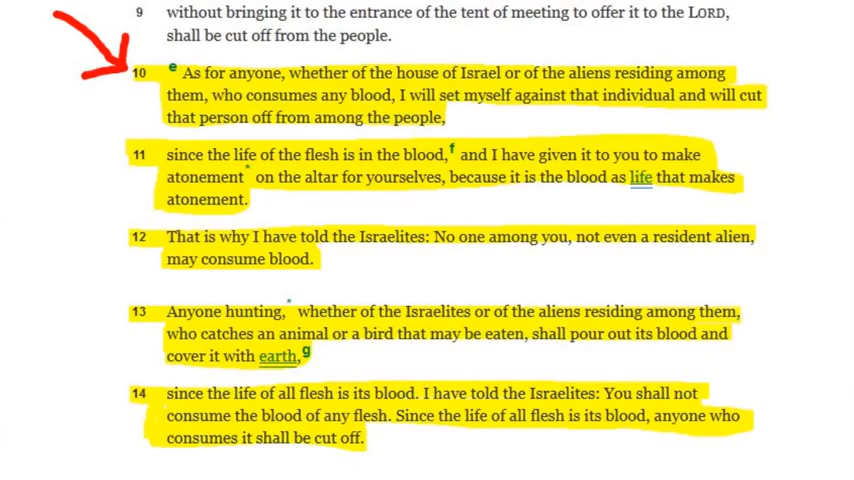 9 without bringing it to the entrance of the tent of meeting to offer it to the LORD,
shall be cut off from the people.
10 e As for anyone, whether of the house of Israel or of the aliens residing among
them, who consumes any blood, I will set myself against that individual and will cut
that person off from among the people,
11 since the life of the flesh is in the blood,f and I have given it to you to make
atonement* on the altar for yourselves, because it is the blood as life that makes
atonement.
12 That is why I have told the Israelites: No one among you, not even a resident alien,
may consume blood.
13 Anyone hunting,* whether of the Israelites or of the aliens residing among them,
who catches an animal or a bird that may be eaten, shall pour out its blood and
cover it with earth,g
14 since the life of all flesh is its blood. I have told the Israelites: You shall not
consume the blood of any flesh. Since the life of all flesh is its blood, anyone who
consumes it shall be cut off.